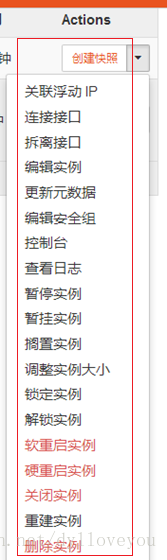 Actions
钟
创建快照
关联浮动 IP
连接接口
拆离接口
编辑实例
更新元数据
编辑安全组
控制台
查看日志
暂停实例
暂挂实例
搁置实例
调整实例大小
锁定实例
解锁实例
软重启实例
硬重启实例
关闭实例
重建实例
删除实例